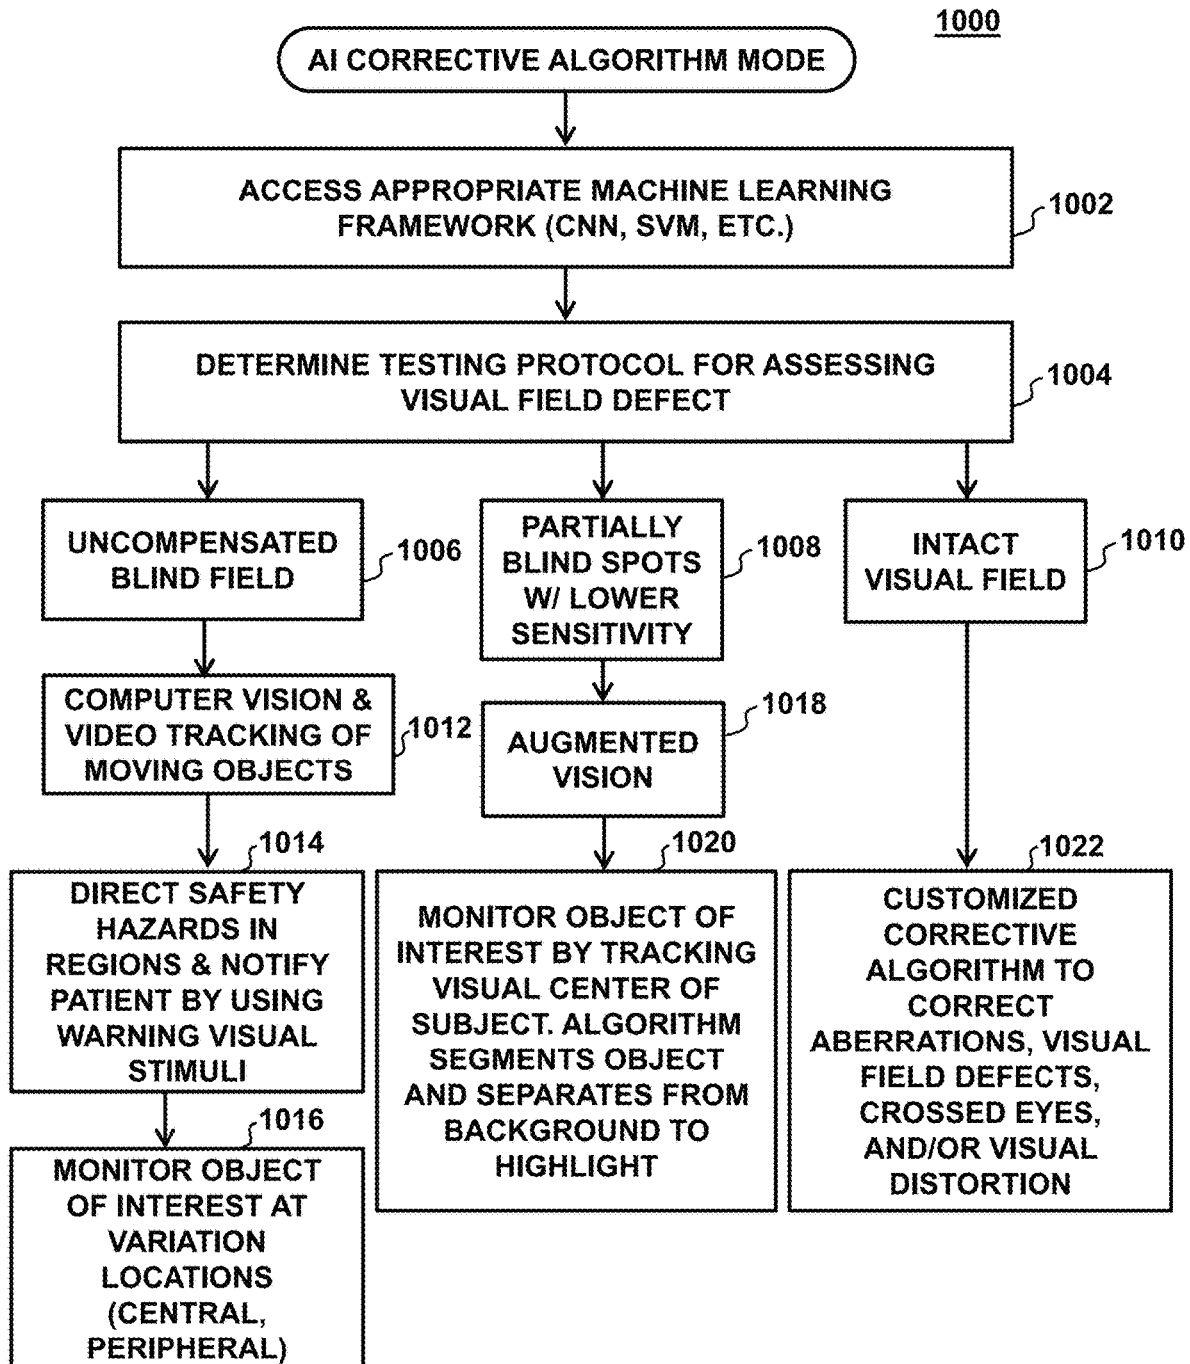 1000
AI CORRECTIVE ALGORITHM MODE
ACCESS APPROPRIATE MACHINE LEARNING
FRAMEWORK (CNN, SVM, ETC.)
1002
DETERMINE TESTING PROTOCOL FOR ASSESSING
VISUAL FIELD DEFECT
1004
UNCOMPENSATED
BLIND FIELD
1006
PARTIALLY
BLIND SPOTS
W/ LOWER
SENSITIVITY
1008
INTACT
VISUAL FIELD
1010
COMPUTER VISION &
VIDEO TRACKING OF
MOVING OBJECTS
1012
AUGMENTED
VISION
1018
1014
DIRECT SAFETY
HAZARDS IN
REGIONS & NOTIFY
PATIENT BY USING
WARNING VISUAL
STIMULI
1020
MONITOR OBJECT OF
INTEREST BY TRACKING
VISUAL CENTER OF
SUBJECT. ALGORITHM
SEGMENTS OBJECT
AND SEPARATES FROM
BACKGROUND TO
HIGHLIGHT
1022
CUSTOMIZED
CORRECTIVE
ALGORITHM TO
CORRECT
ABERRATIONS, VISUAL
FIELD DEFECTS,
CROSSED EYES,
AND/OR VISUAL
DISTORTION
1016
MONITOR OBJECT
OF INTEREST AT
VARIATION
LOCATIONS
(CENTRAL,
PERIPHERAL)